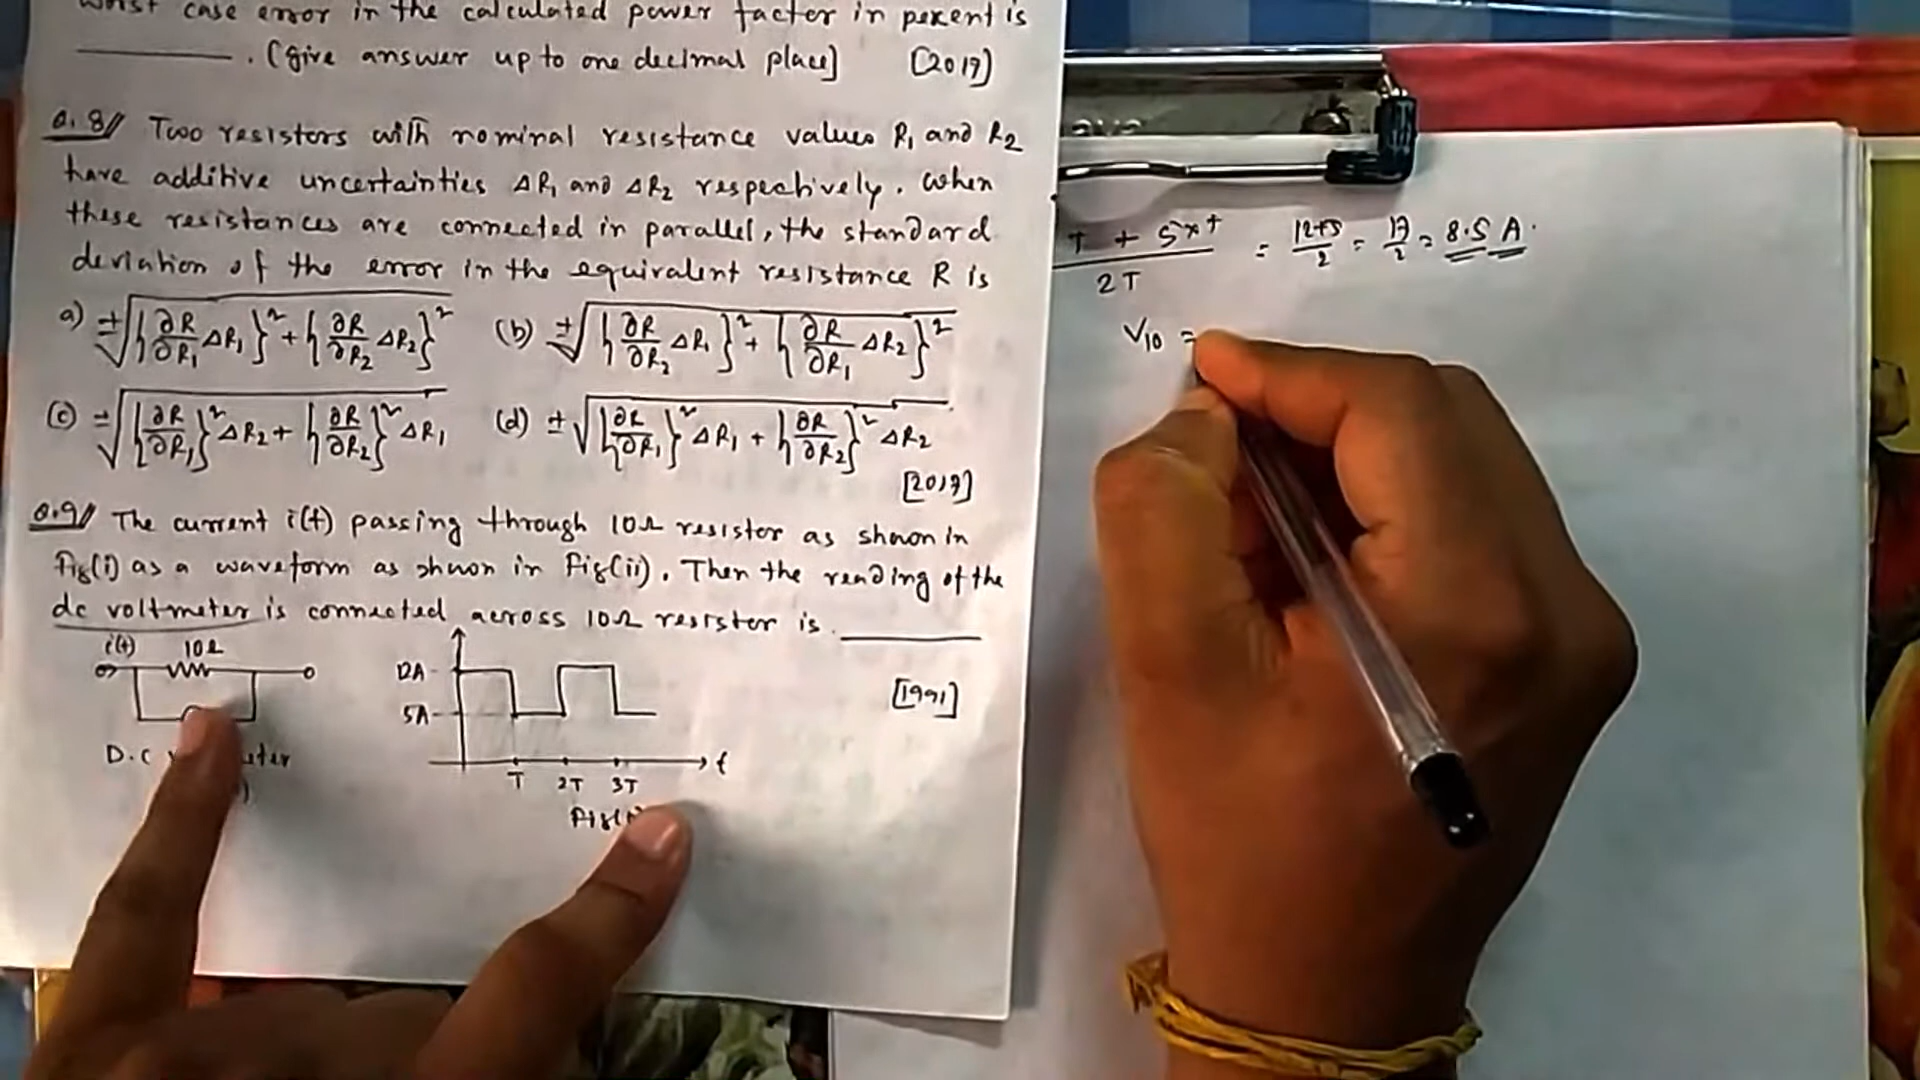 worst case error in the calculated power factor in percent is
______. (Give answer up to one decimal place] [2017]
Q.8// Two resistors with nominal resistance values R₁ and R₂
have additive uncertainties ΔR₁ and ΔR₂ respectively. When
these resistances are connected in parallel, the standard
deviation of the error in the equivalent resistance R is
a) ±√{∂R/∂R₁ ΔR₁}² + {∂R/∂R₂ ΔR₂}² (b) ±√{∂R/∂R₂ ΔR₁}² + {∂R/∂R₁ ΔR₂}²
(c) ±√{∂R/∂R₁}² ΔR₂ + {∂R/∂R₂}² ΔR₁ (d) ±√{∂R/∂R₁}² ΔR₁ + {∂R/∂R₂}² ΔR₂
[2017]
Q.9// The current i(t) passing through 10Ω resistor as shown in
Fig(i) as a waveform as shown in Fig(ii). Then the reading of the
dc voltmeter is connected across 10Ω resistor is ______
i(t) 10Ω
12A
5A
[1991]
D.C
T 2T 3T t
T + 5×T / 2T = 12+5/2 = 17/2 = 8.5 A.
V₁₀ =